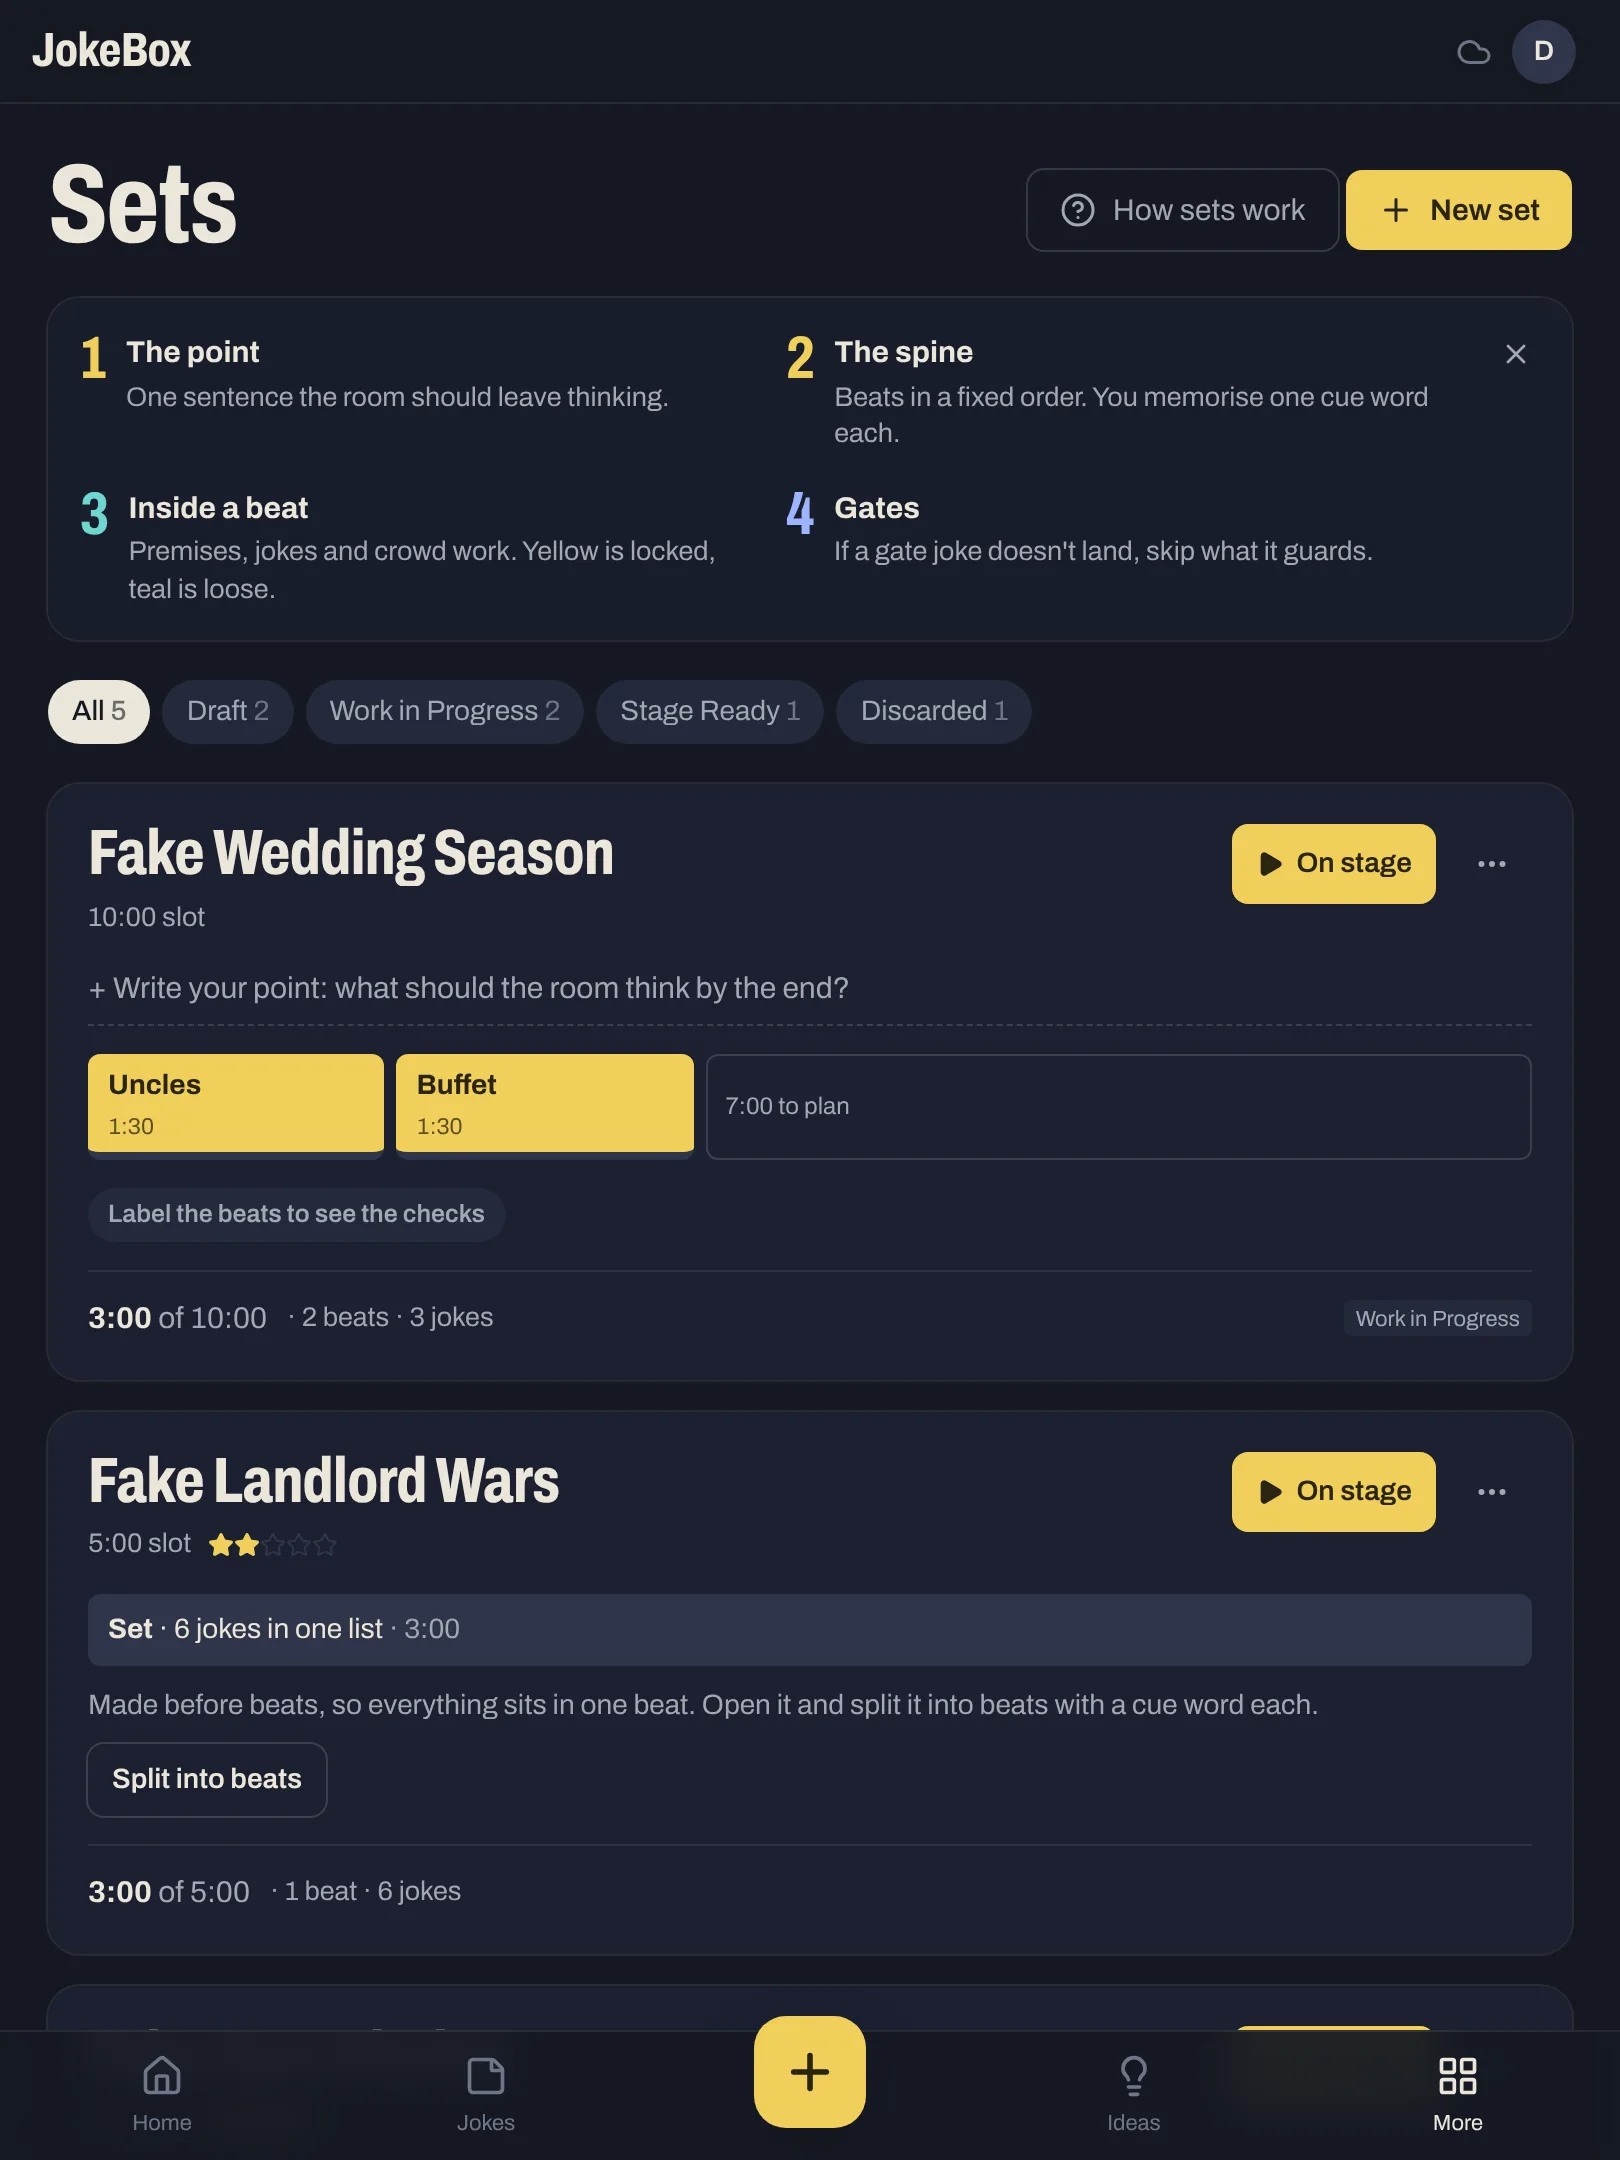 JokeBox
D
Sets
How sets work
New set
1 The point
One sentence the room should leave thinking.
2 The spine
Beats in a fixed order. You memorise one cue word
each.
3 Inside a beat
Premises, jokes and crowd work. Yellow is locked,
teal is loose.
4 Gates
If a gate joke doesn't land, skip what it guards.
All 5
Draft 2
Work in Progress 2
Stage Ready 1
Discarded 1
Fake Wedding Season
On stage
10:00 slot
+ Write your point: what should the room think by the end?
Uncles
1:30
Buffet
1:30
7:00 to plan
Label the beats to see the checks
3:00 of 10:00 · 2 beats · 3 jokes
Work in Progress
Fake Landlord Wars
On stage
5:00 slot
Set · 6 jokes in one list · 3:00
Made before beats, so everything sits in one beat. Open it and split it into beats with a cue word each.
Split into beats
3:00 of 5:00 · 1 beat · 6 jokes
Home
Jokes
Ideas
More